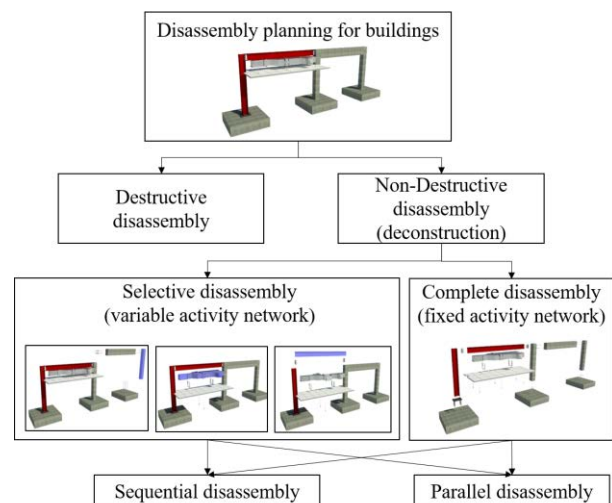 Disassembly planning for buildings
Destructive
disassembly
Non-Destructive
disassembly
(deconstruction)
Selective disassembly
(variable activity network)
Complete disassembly
(fixed activity network)
Sequential disassembly
Parallel disassembly